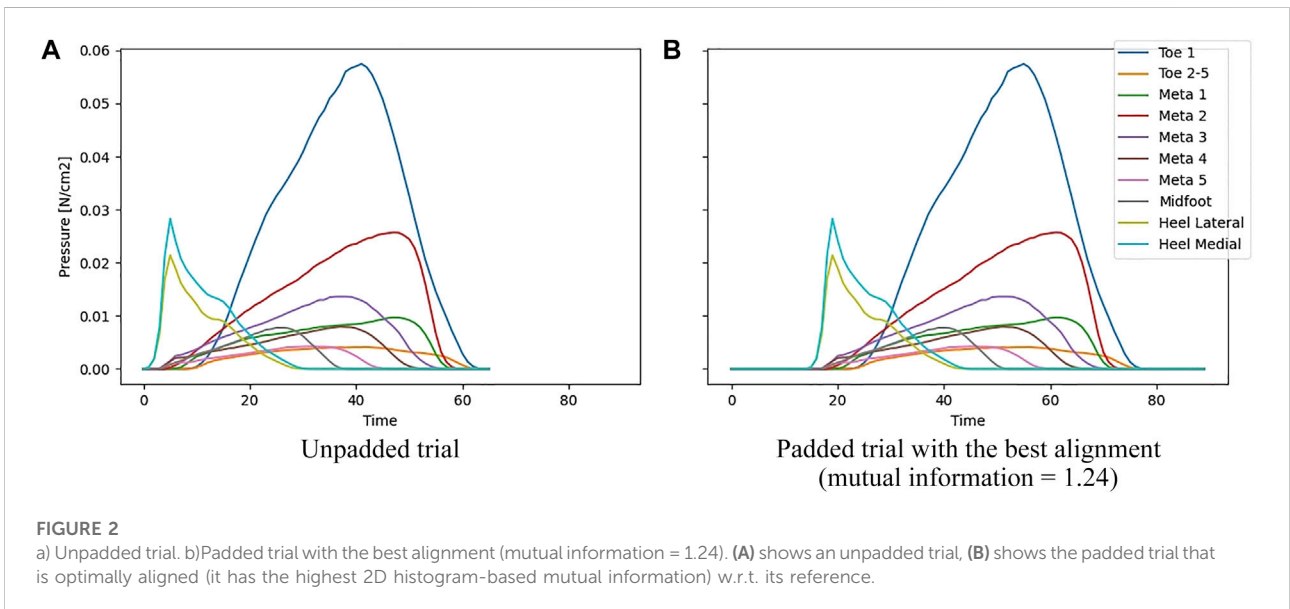 A
B
0.06
0.05
0.04
0.03
0.02
0.01
0.00
Pressure [N/cm2]
0 20 40 60 80
Time
0 20 40 60 80
Time
Toe 1
Toe 2-5
Meta 1
Meta 2
Meta 3
Meta 4
Meta 5
Midfoot
Heel Lateral
Heel Medial
Unpadded trial
Padded trial with the best alignment
(mutual information = 1.24)
FIGURE 2
a) Unpadded trial. b)Padded trial with the best alignment (mutual information = 1.24). (A) shows an unpadded trial, (B) shows the padded trial that
is optimally aligned (it has the highest 2D histogram-based mutual information) w.r.t. its reference.